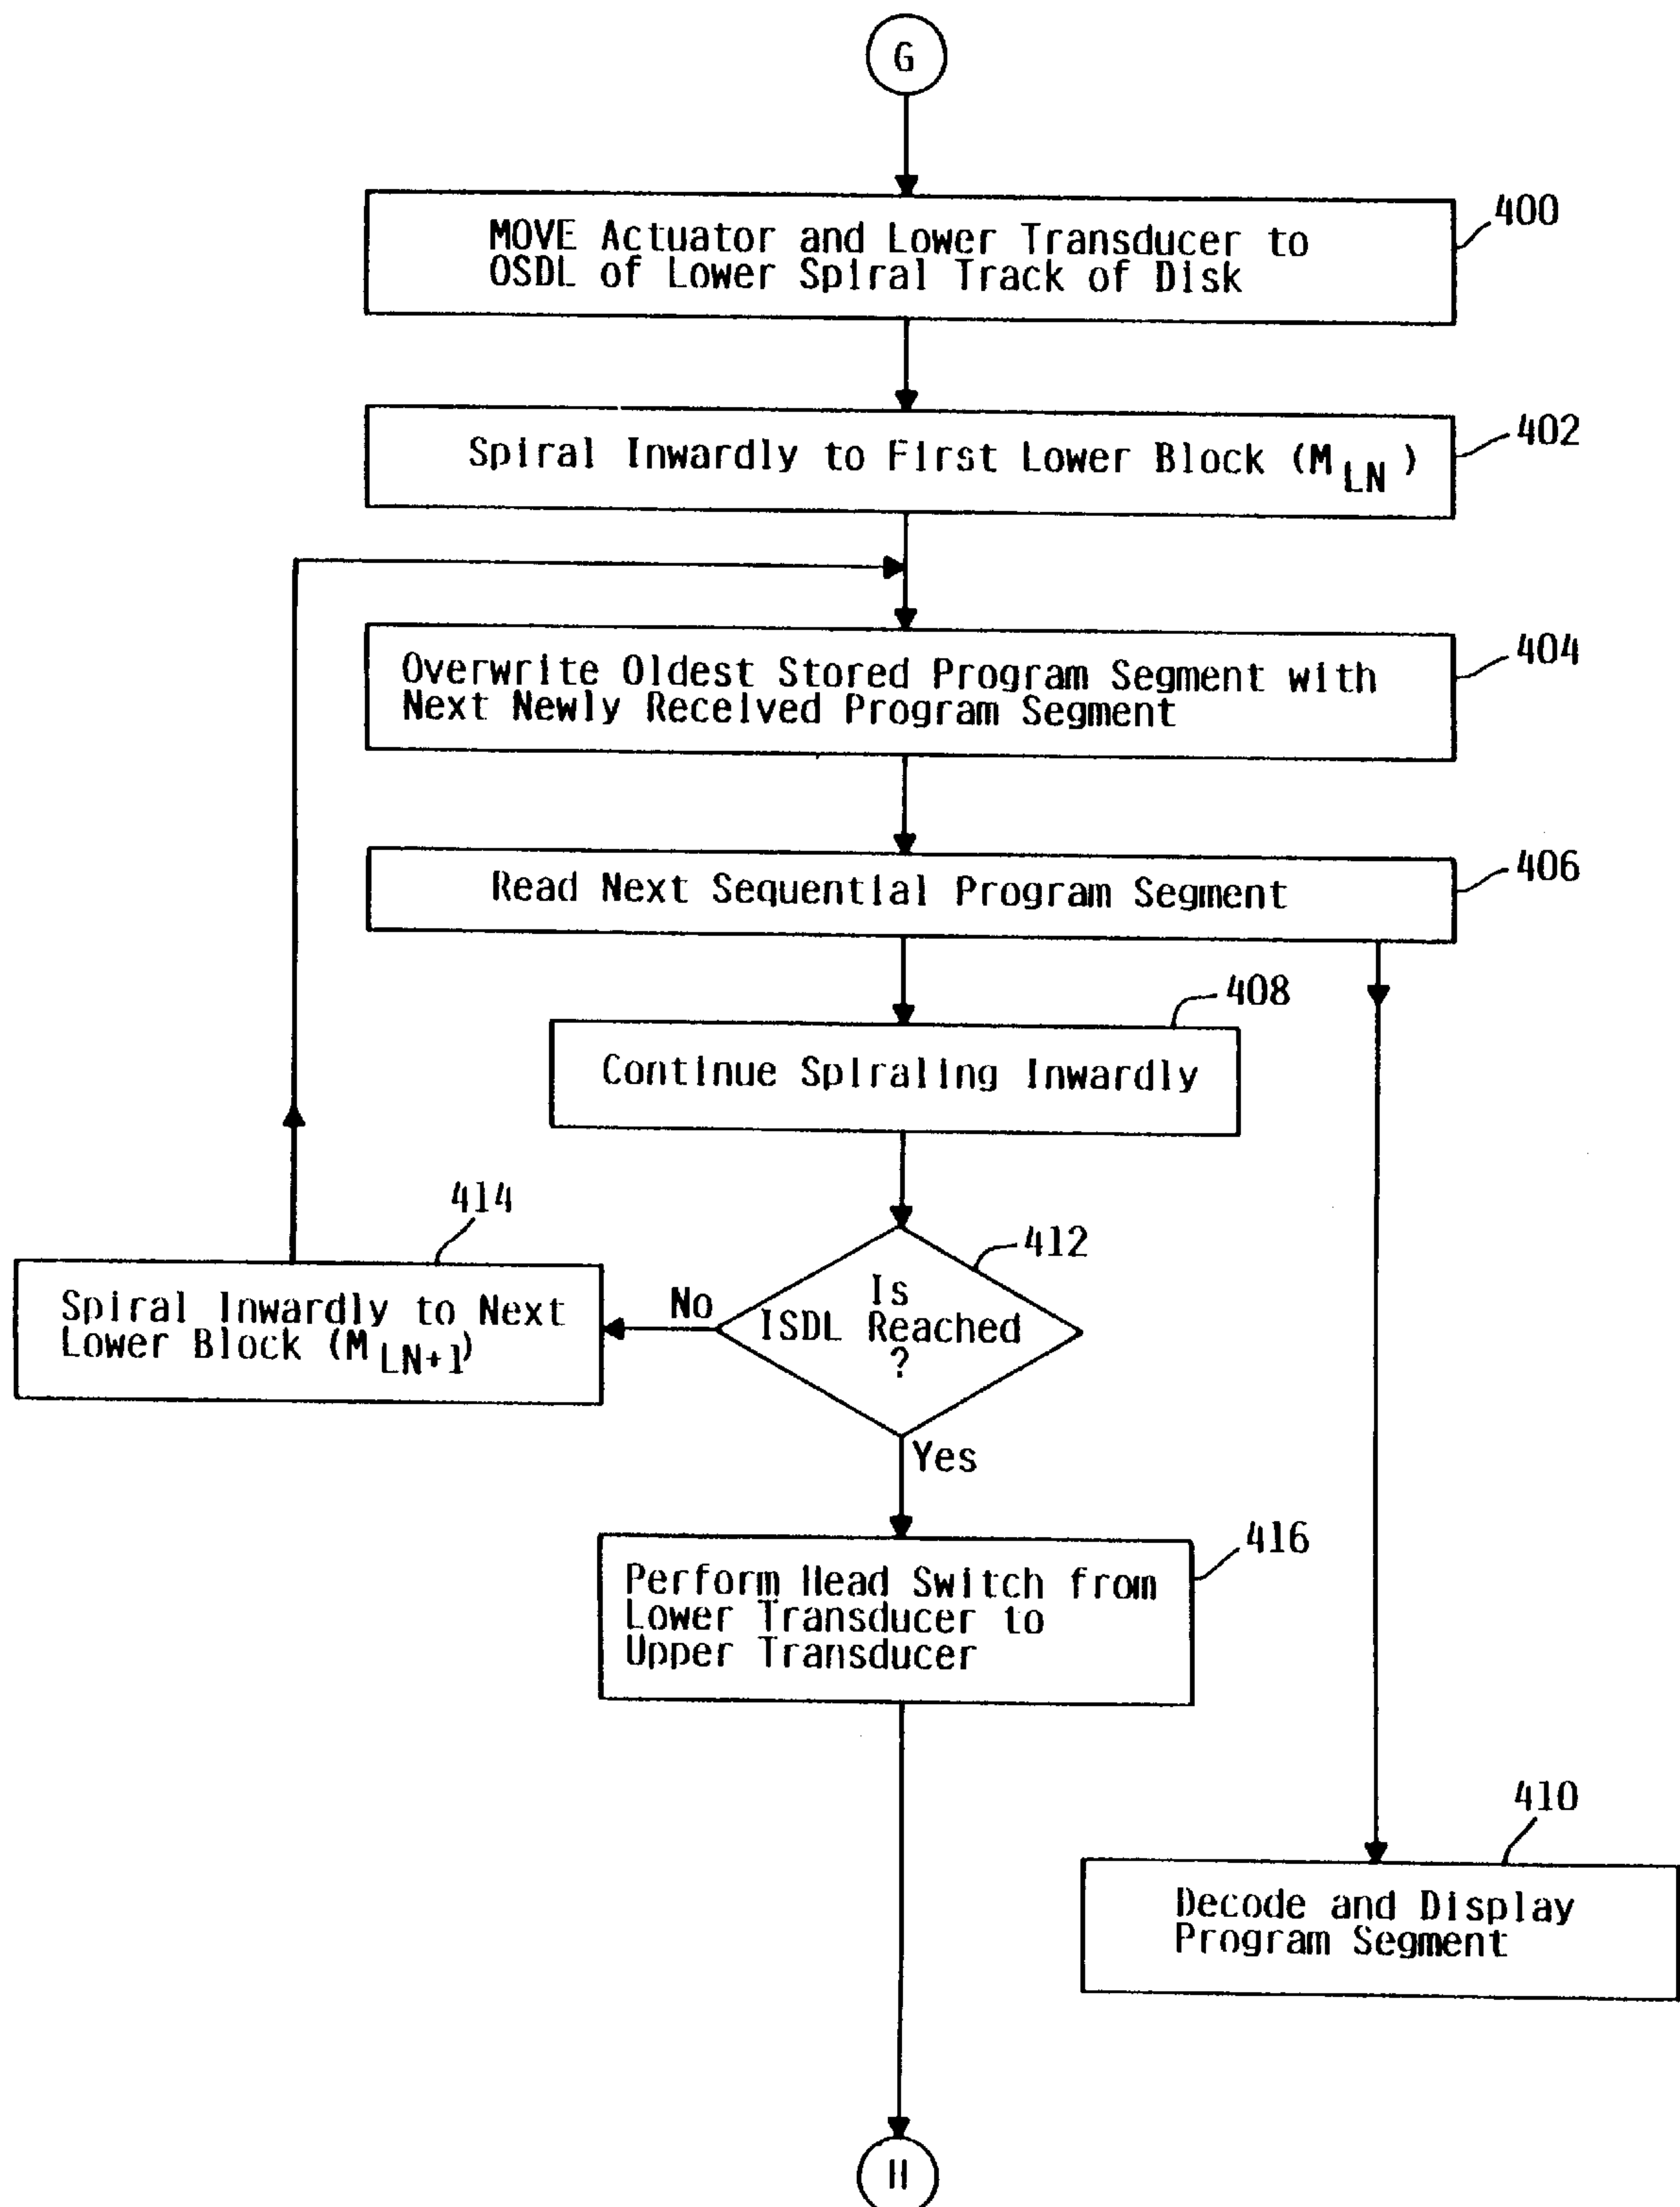 G
MOVE Actuator and Lower Transducer to
OSDL of Lower Spiral Track of Disk
400
Spiral Inwardly to First Lower Block (M LN )
402
Overwrite Oldest Stored Program Segment with
Next Newly Received Program Segment
404
Read Next Sequential Program Segment
406
408
Continue Spiraling Inwardly
414
412
Spiral Inwardly to Next
Lower Block (M LN+1)
No
Is
ISDL Reached
?
Yes
416
Perform Head Switch from
Lower Transducer to
Upper Transducer
410
Decode and Display
Program Segment
H